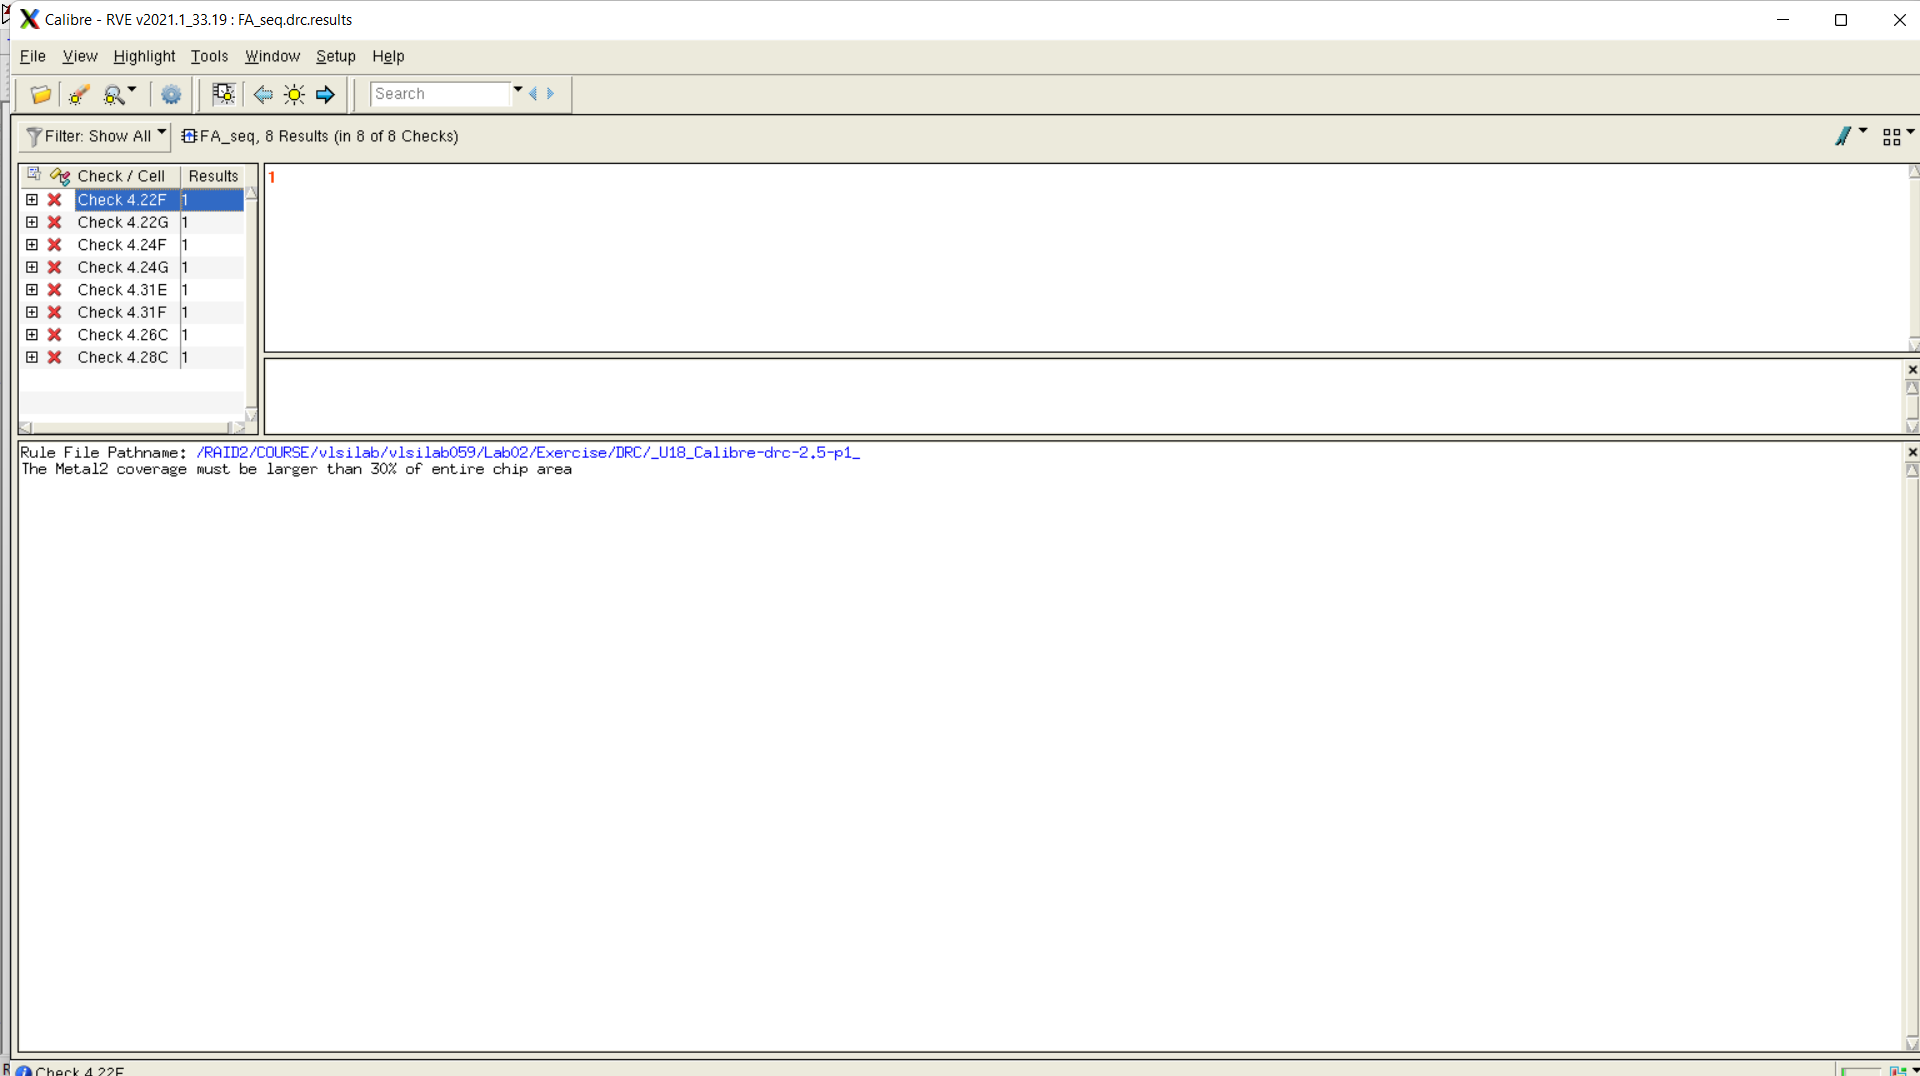 Calibre - RVE v2021.1_33.19 : FA_seq.drc.results
File View Highlight Tools Window Setup Help
Search
Filter: Show All FA_seq, 8 Results (in 8 of 8 Checks)
Check / Cell Results
1
Check 4.22F 1
Check 4.22G 1
Check 4.24F 1
Check 4.24G 1
Check 4.31E 1
Check 4.31F 1
Check 4.26C 1
Check 4.28C 1
Rule File Pathname: /RAID2/COURSE/vlsilab/vlsilab059/Lab02/Exercise/DRC/_U18_Calibre-drc-2.5-p1_
The Metal2 coverage must be larger than 30% of entire chip area
Check 4.22F